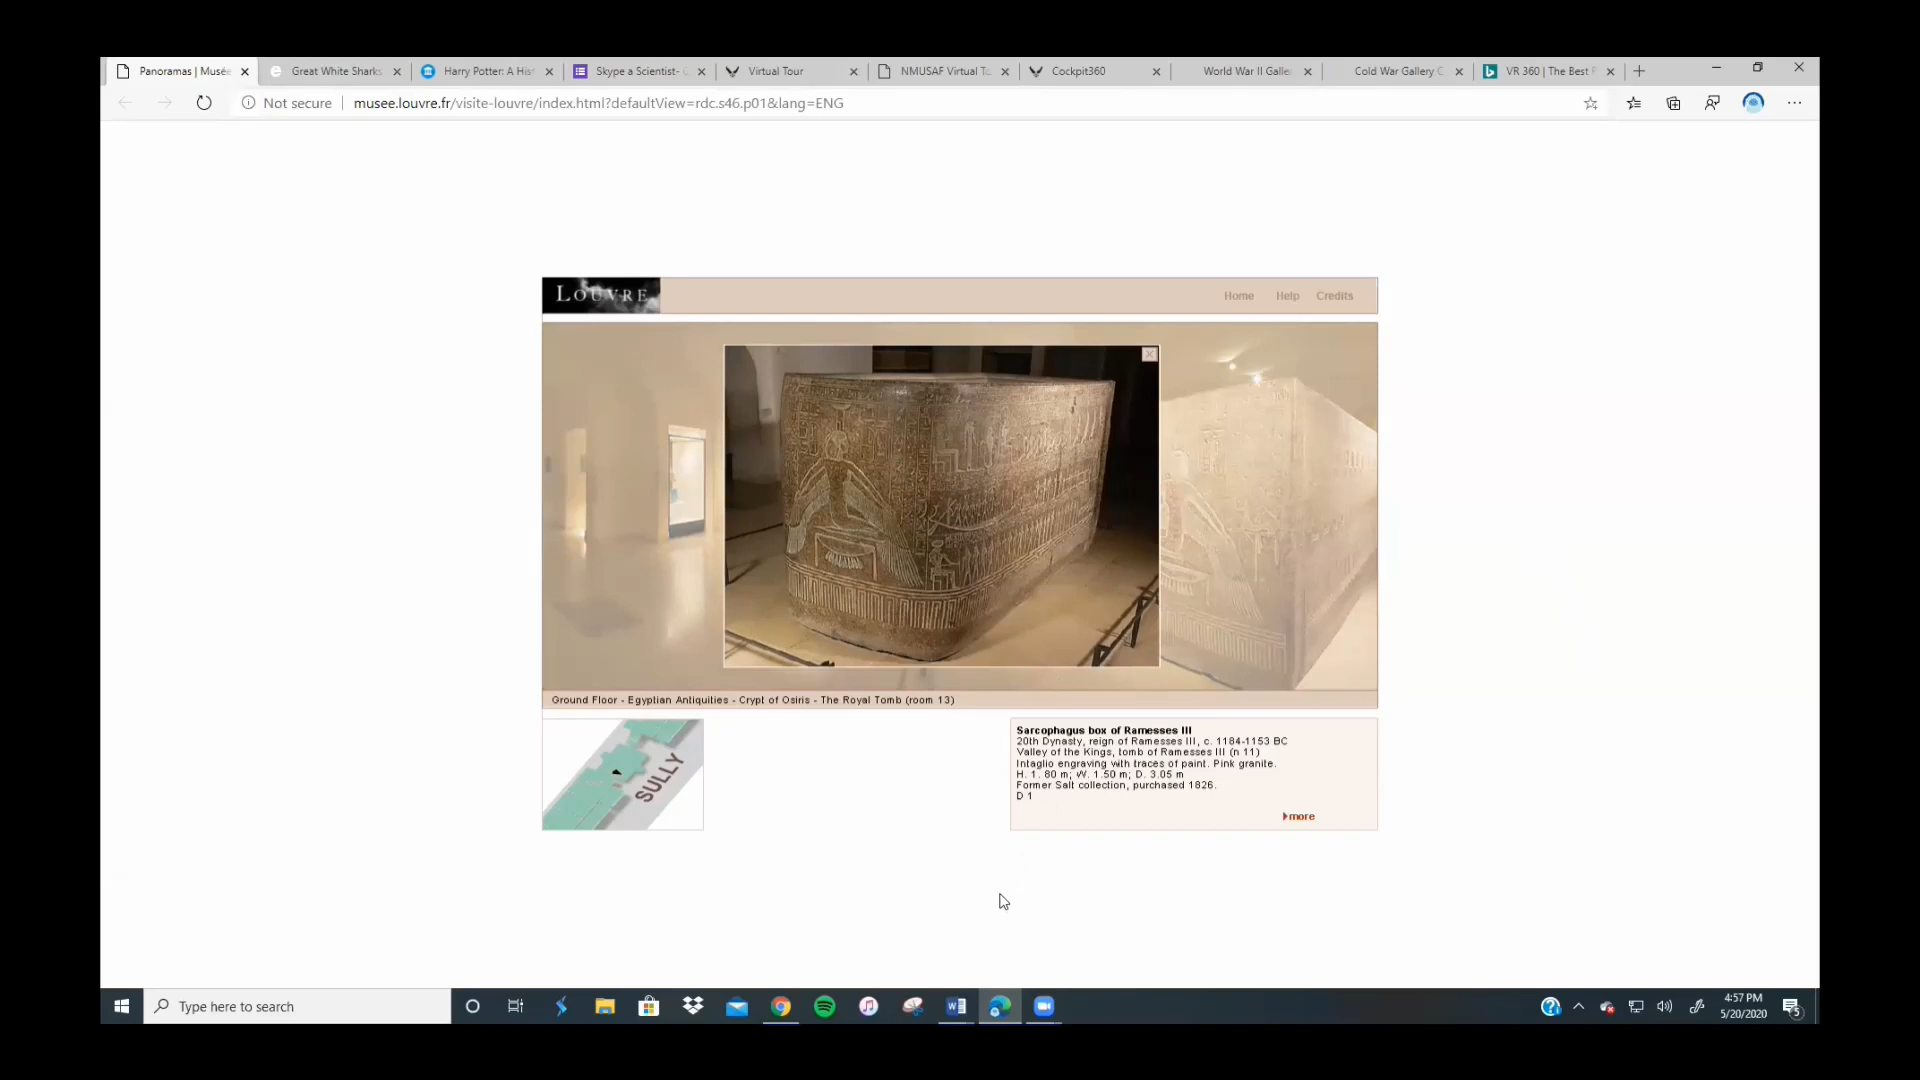 Panoramas | Musée
Great White Sharks
Harry Potter: A His
Skype a Scientist-
Virtual Tour
NMUSAF Virtual To
Cockpit360
World War II Galle
Cold War Gallery C
VR 360 | The Best
Not secure
musee.louvre.fr/visite-louvre/index.html?defaultView=rdc.s46.p01&lang=ENG
LOUVRE
Home Help Credits
Ground Floor - Egyptian Antiquities - Crypt of Osiris - The Royal Tomb (room 13)
SULLY
Sarcophagus box of Ramesses III
20th Dynasty, reign of Ramesses III, c. 1184-1153 BC
Valley of the Kings, tomb of Ramesses III (n 11)
Intaglio engraving with traces of paint. Pink granite.
H. 1. 80 m; W. 1.50 m; D. 3.05 m
Former Salt collection, purchased 1826.
D 1
more
Type here to search
4:57 PM
5/20/2020
5